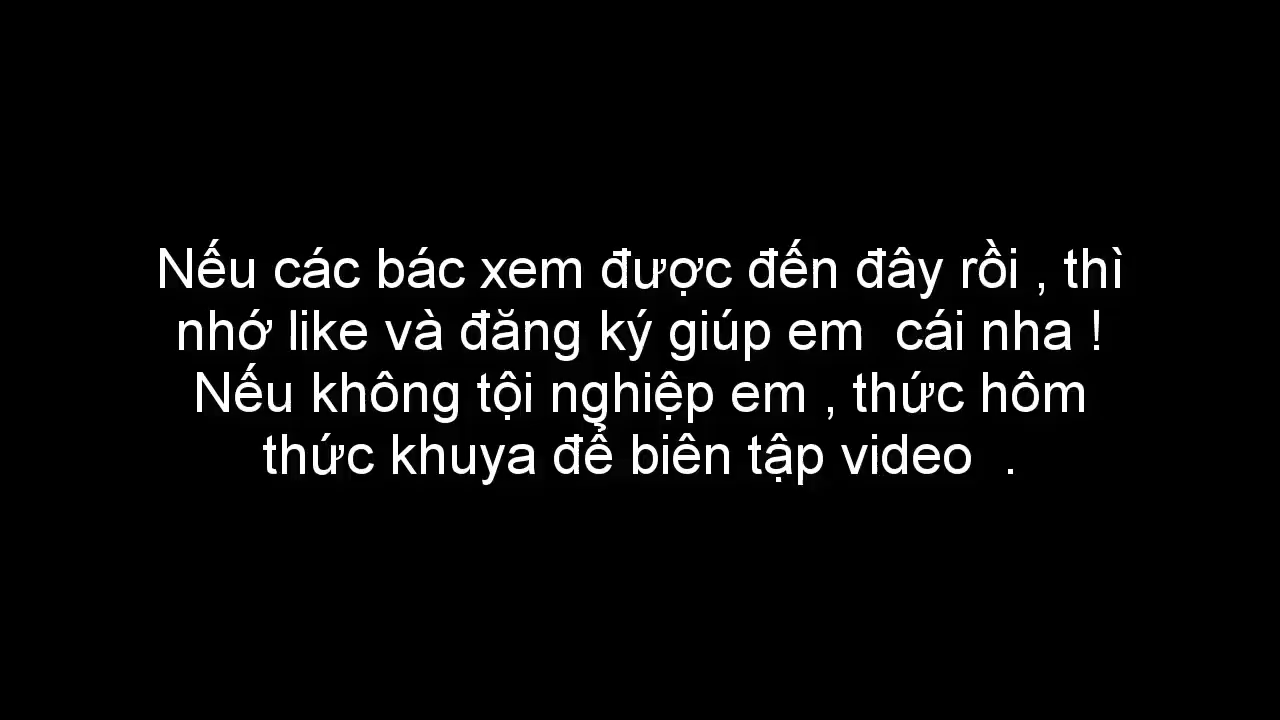 Nếu các bác xem được đến đây rồi , thì
nhớ like và đăng ký giúp em  cái nha !
Nếu không tội nghiệp em , thức hôm
thức khuya để biên tập video  .